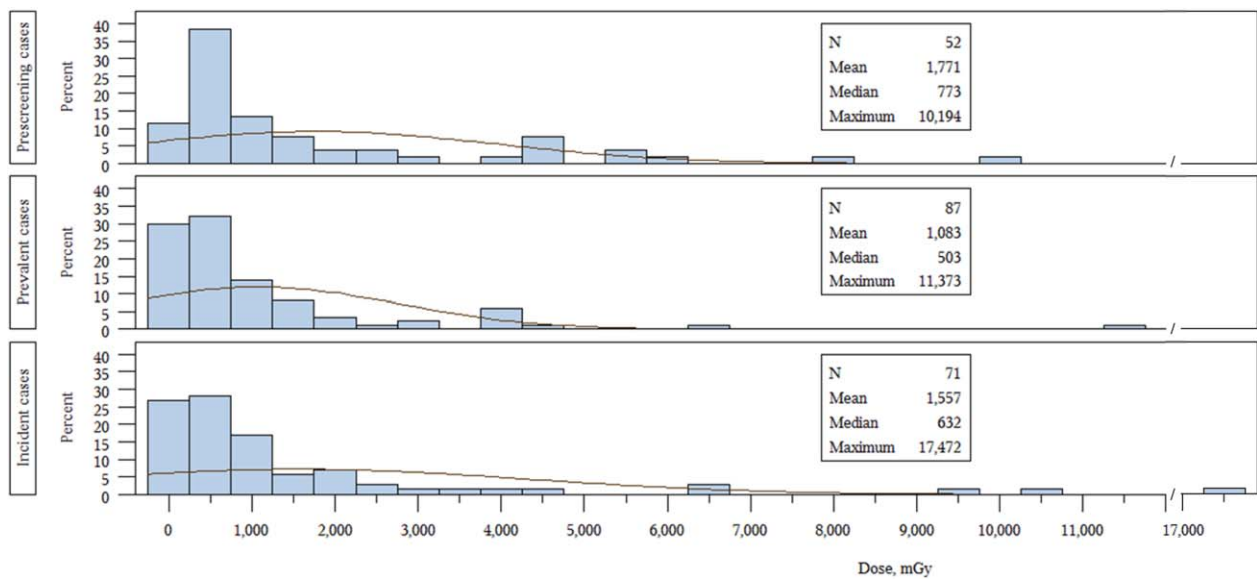 Prescreening cases
Percent
40
35
30
25
20
15
10
5
0
N 52
Mean 1,771
Median 773
Maximum 10,194
/
Prevalent cases
Percent
40
35
30
25
20
15
10
5
0
N 87
Mean 1,083
Median 503
Maximum 11,373
/
Incident cases
Percent
40
35
30
25
20
15
10
5
0
N 71
Mean 1,557
Median 632
Maximum 17,472
/
0 1,000 2,000 3,000 4,000 5,000 6,000 7,000 8,000 9,000 10,000 11,000 17,000
Dose, mGy